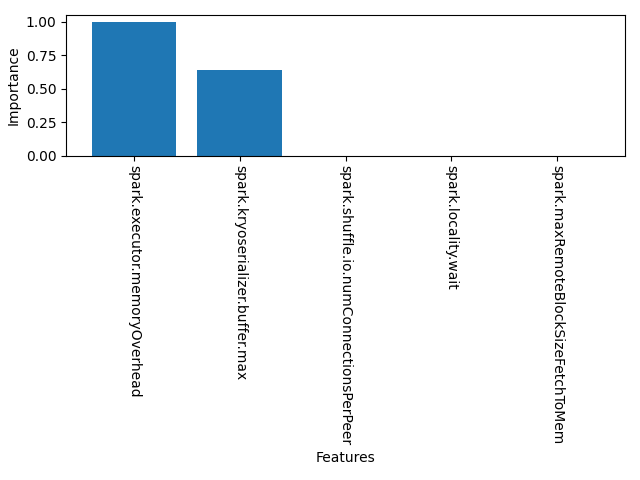 1.00
0.75
0.50
0.25
0.00
Importance
spark.executor.memoryOverhead
spark.kryoserializer.buffer.max
spark.shuffle.io.numConnectionsPerPeer
spark.locality.wait
spark.maxRemoteBlockSizeFetchToMem
Features